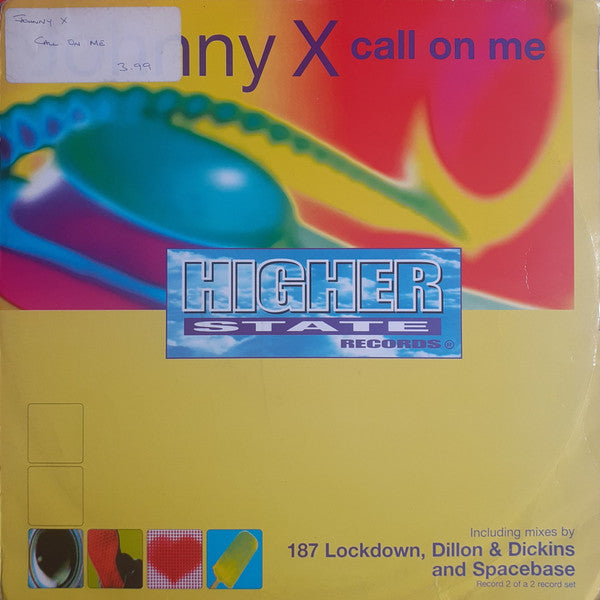 Johnny X
Call On Me
3.99
Johnny X call on me
HIGHER
STATE
RECORDS ®
Including mixes by
187 Lockdown, Dillon & Dickins
and Spacebase
Record 2 of a 2 record set